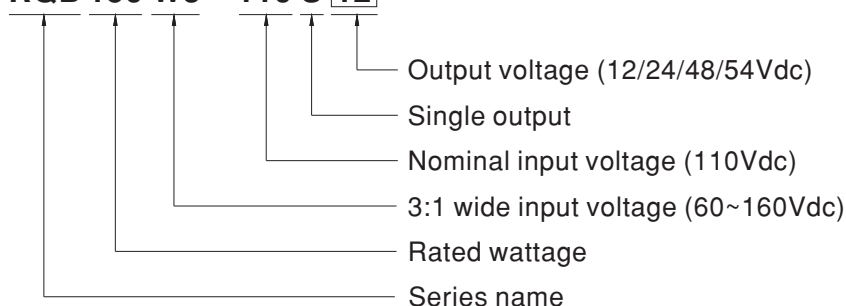 Output voltage (12/24/48/54Vdc)
Single output
Nominal input voltage (110Vdc)
3:1 wide input voltage (60~160Vdc)
Rated wattage
Series name